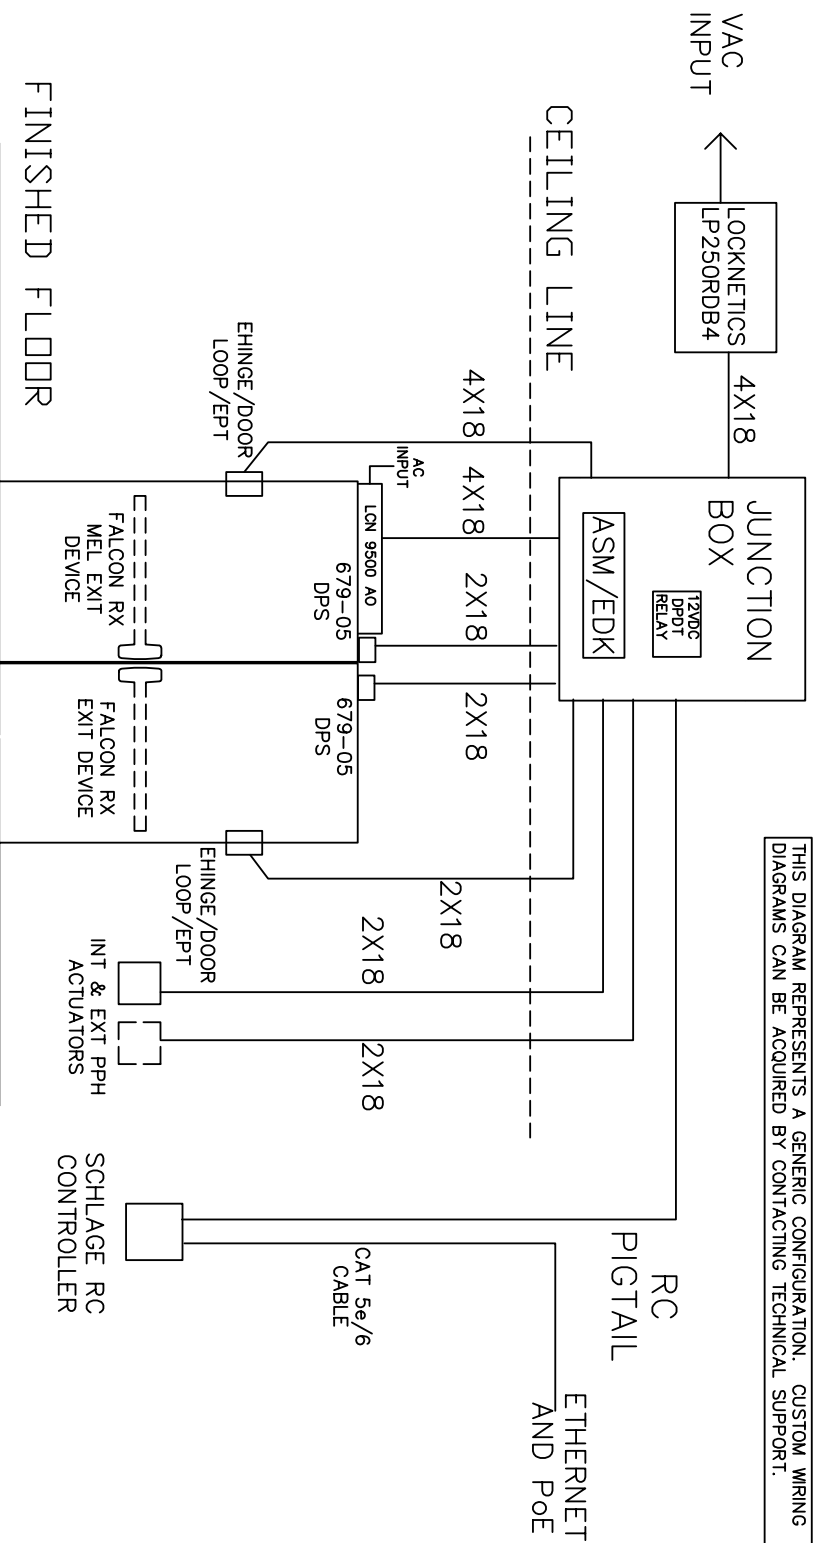 THIS DIAGRAM REPRESENTS A GENERIC CONFIGURATION. CUSTOM WIRING
DIAGRAMS CAN BE ACQUIRED BY CONTACTING TECHNICAL SUPPORT.
VAC
INPUT
LOCKNETICS
LP250RDB4
4X18
JUNCTION
BOX
12VDC
DPDT
RELAY
ASM/EDK
RC
PIGTAIL
CEILING LINE
ETHERNET
AND PoE
4X18
4X18
2X18
2X18
2X18
2X18
2X18
AC
INPUT
LCN 9500 AO
679-05
DPS
679-05
DPS
CAT 5e/6
CABLE
EHINGE/DOOR
LOOP/EPT
EHINGE/DOOR
LOOP/EPT
FALCON RX
MEL EXIT
DEVICE
FALCON RX
EXIT DEVICE
INT & EXT PPH
ACTUATORS
SCHLAGE RC
CONTROLLER
FINISHED FLOOR